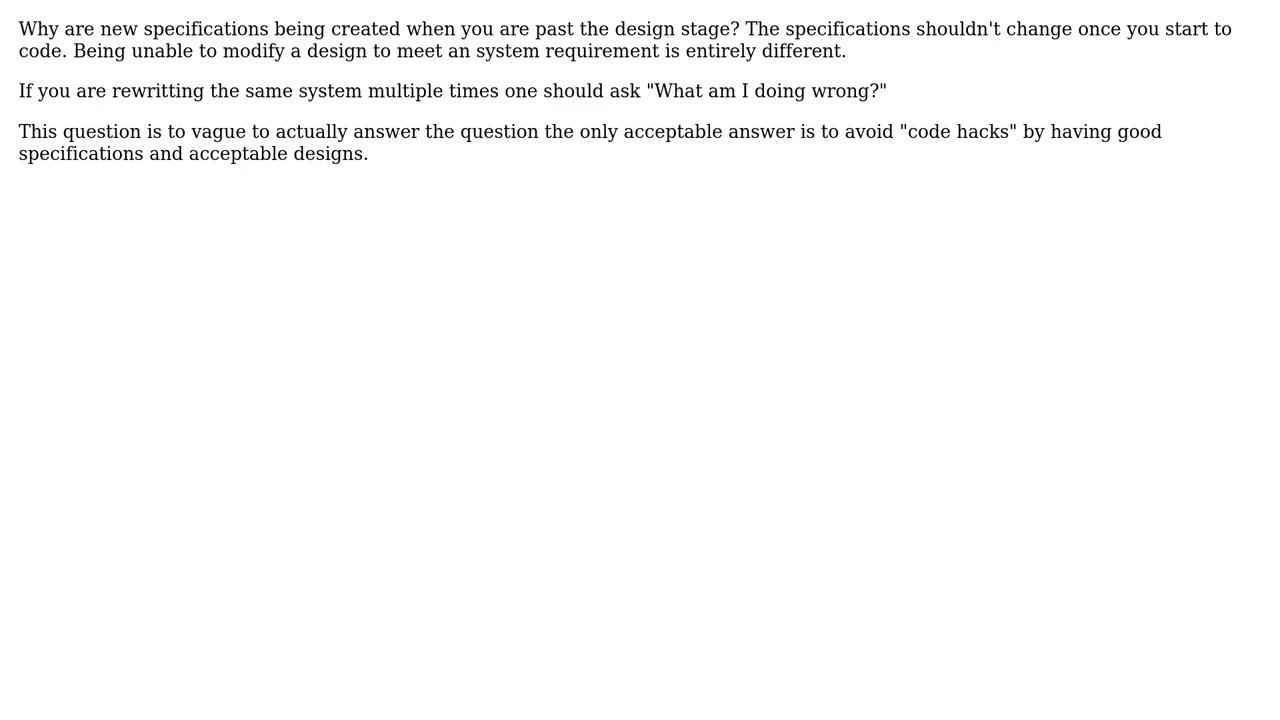 Why are new specifications being created when you are past the design stage? The specifications shouldn't change once you start to
code. Being unable to modify a design to meet an system requirement is entirely different.
If you are rewritting the same system multiple times one should ask "What am I doing wrong?"
This question is to vague to actually answer the question the only acceptable answer is to avoid "code hacks" by having good
specifications and acceptable designs.